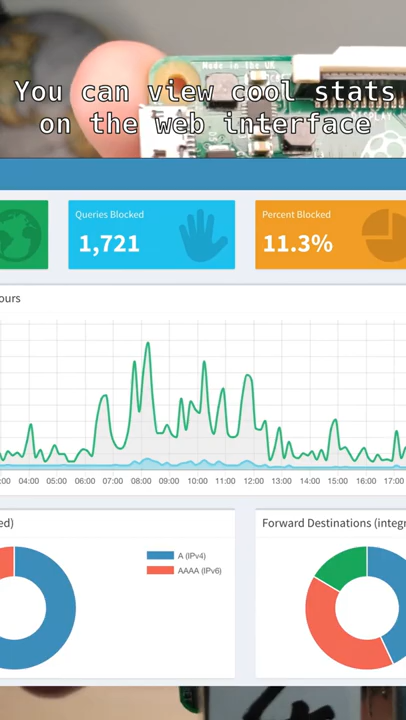 Made in the UK
You can view cool stats
on the web interface
Queries Blocked
1,721
Percent Blocked
11.3%
ours
:00 04:00 05:00 06:00 07:00 08:00 09:00 10:00 11:00 12:00 13:00 14:00 15:00 16:00 17:00
ed)
A (IPv4)
AAAA (IPv6)
Forward Destinations (integr